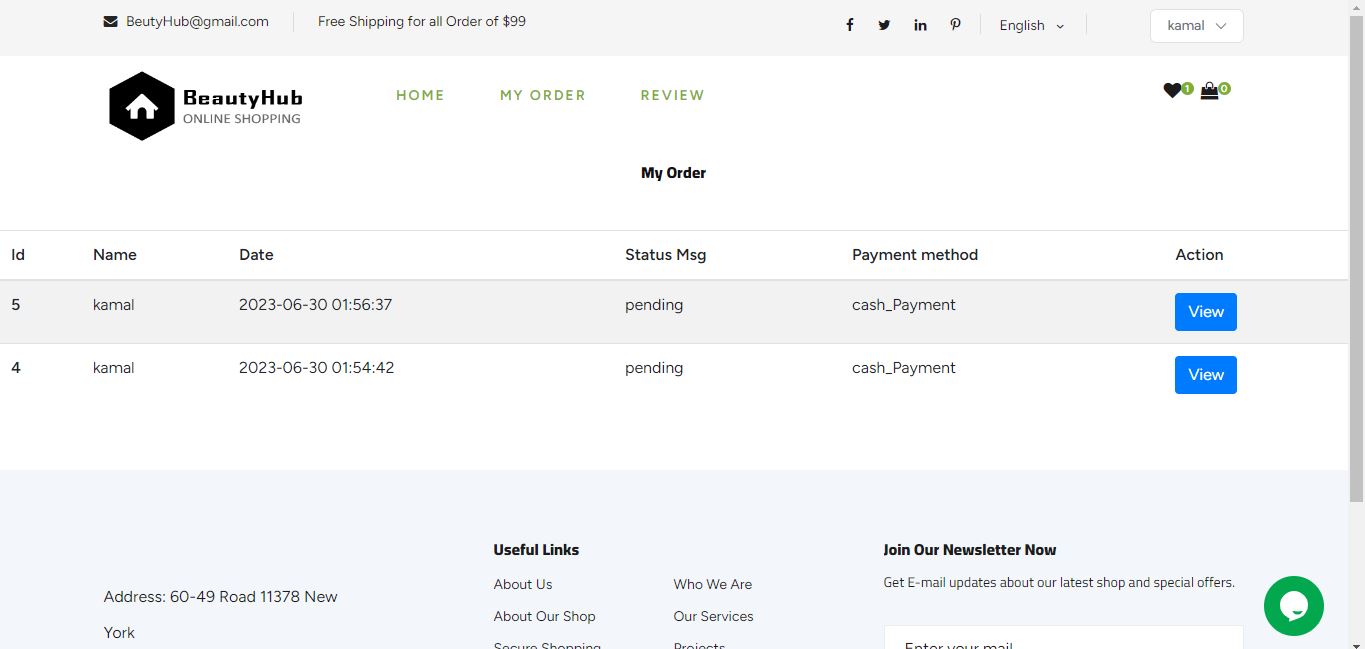 BeutyHub@gmail.com
Free Shipping for all Order of $99
English
kamal
BeautyHub
ONLINE SHOPPING
HOME
MY ORDER
REVIEW
1
0
My Order
Id Name Date Status Msg Payment method Action
5 kamal 2023-06-30 01:56:37 pending cash_Payment View
4 kamal 2023-06-30 01:54:42 pending cash_Payment View
Address: 60-49 Road 11378 New
York
Useful Links
About Us
About Our Shop
Secure Shopping
Who We Are
Our Services
Projects
Join Our Newsletter Now
Get E-mail updates about our latest shop and special offers.
Enter your mail